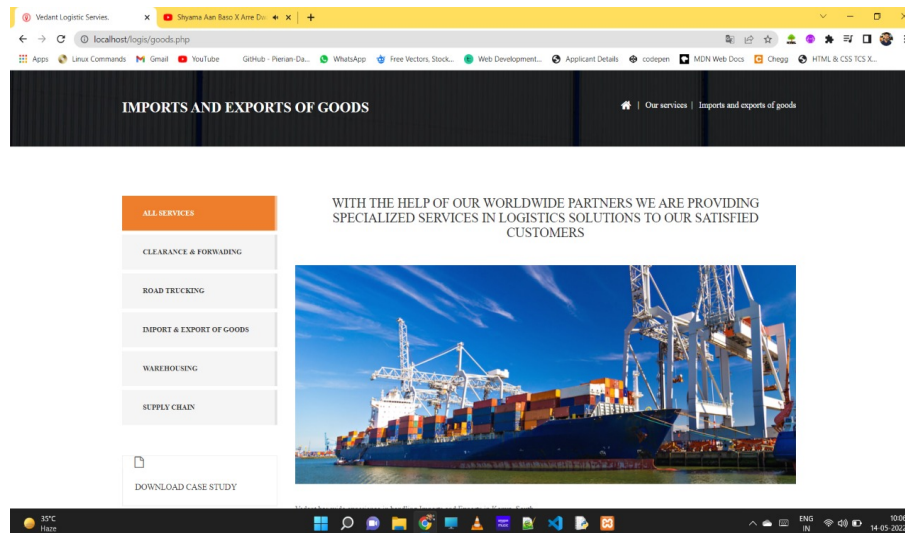 Vedant Logistic Servies.
Shyama Aan Baso X Arre Dw
localhost/logis/goods.php
Apps
Linux Commands
Gmail
YouTube
GitHub - Pierian-Da...
WhatsApp
Free Vectors, Stock...
Web Development...
Applicant Details
codepen
MDN Web Docs
Chegg
HTML & CSS TCS X...
IMPORTS AND EXPORTS OF GOODS
| Our services | Imports and exports of goods
ALL SERVICES
CLEARANCE & FORWADING
ROAD TRUCKING
IMPORT & EXPORT OF GOODS
WAREHOUSING
SUPPLY CHAIN
DOWNLOAD CASE STUDY
WITH THE HELP OF OUR WORLDWIDE PARTNERS WE ARE PROVIDING
SPECIALIZED SERVICES IN LOGISTICS SOLUTIONS TO OUR SATISFIED
CUSTOMERS
35°C
Haze
ENG
IN
10:06
14-05-2022